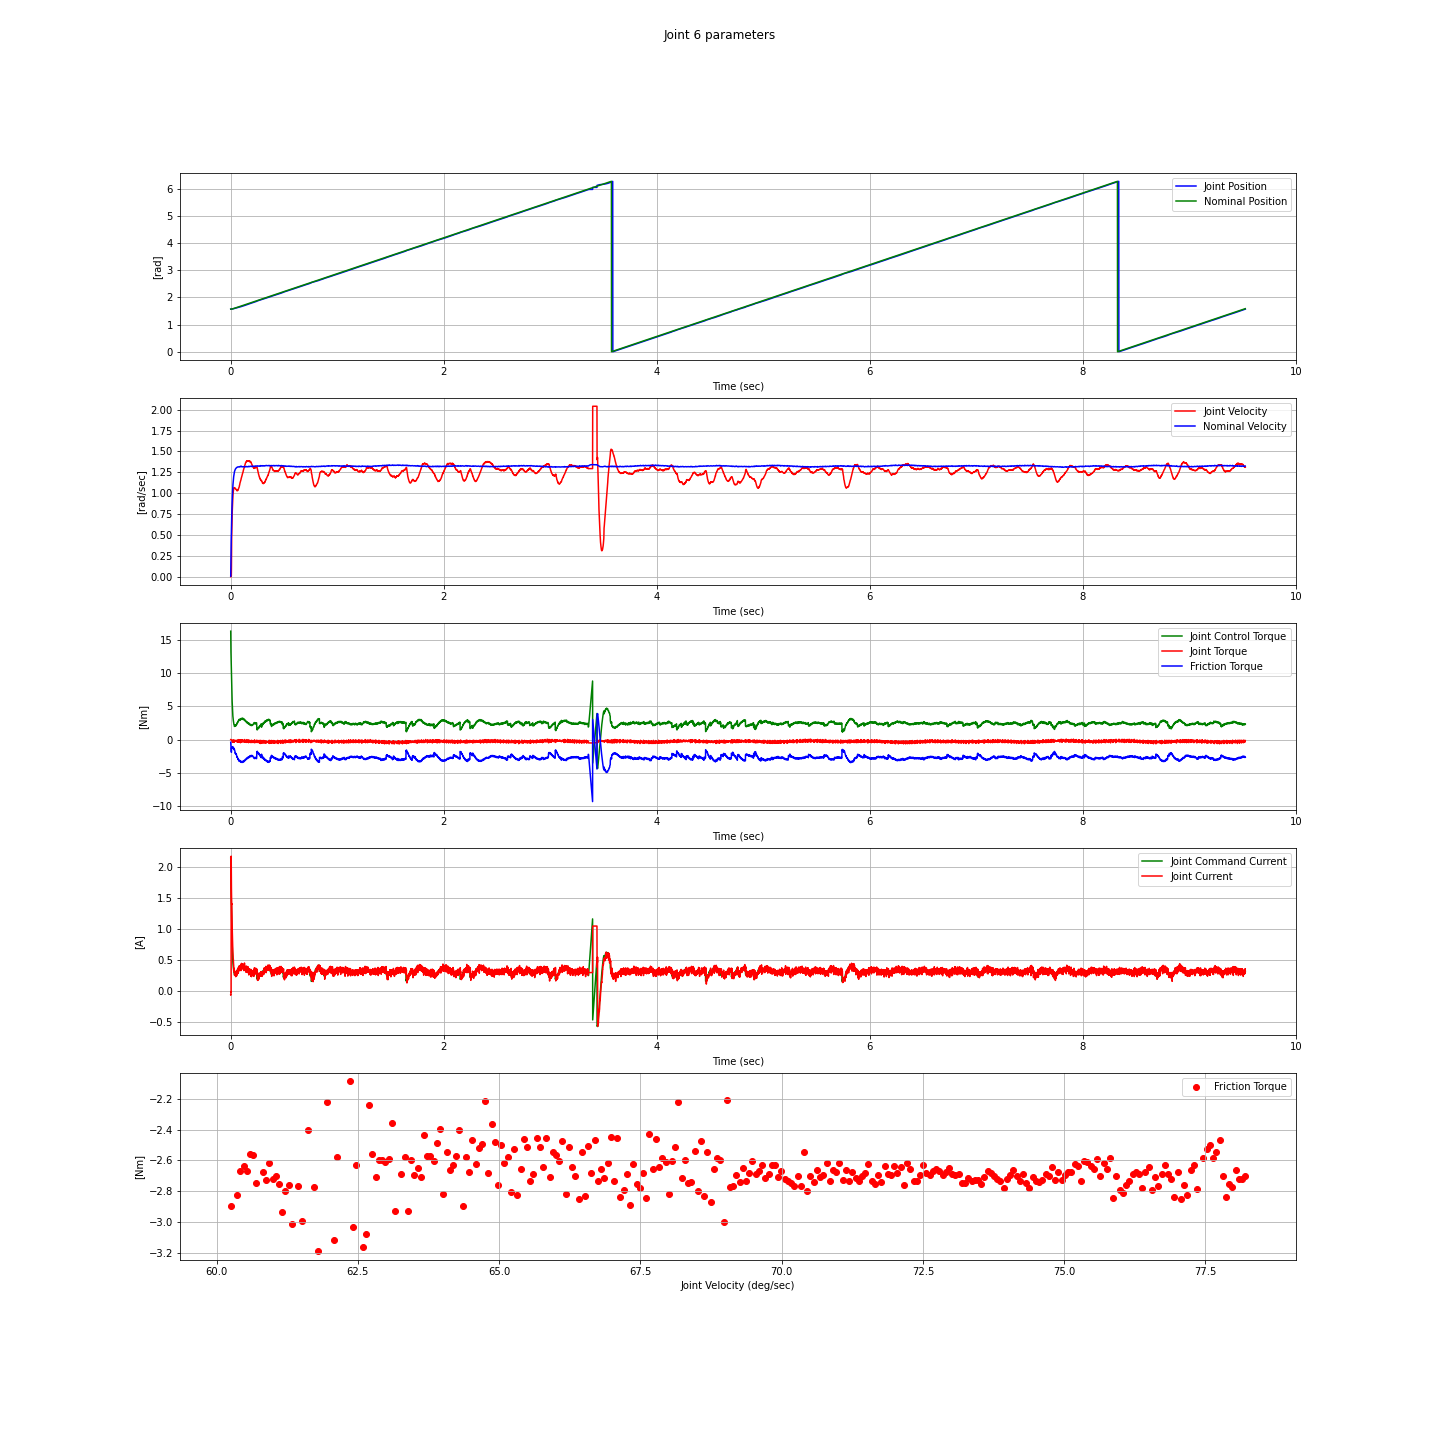 Joint 6 parameters
6
5
4
3
2
1
0
[rad]
Joint Position
Nominal Position
0 2 4 6 8 10
Time (sec)
2.00
1.75
1.50
1.25
1.00
0.75
0.50
0.25
0.00
[rad/sec]
Joint Velocity
Nominal Velocity
0 2 4 6 8 10
Time (sec)
15
10
5
0
−5
−10
[Nm]
Joint Control Torque
Joint Torque
Friction Torque
0 2 4 6 8 10
Time (sec)
2.0
1.5
1.0
0.5
0.0
−0.5
[A]
Joint Command Current
Joint Current
0 2 4 6 8 10
Time (sec)
−2.2
−2.4
−2.6
−2.8
−3.0
−3.2
[Nm]
Friction Torque
60.0 62.5 65.0 67.5 70.0 72.5 75.0 77.5
Joint Velocity (deg/sec)